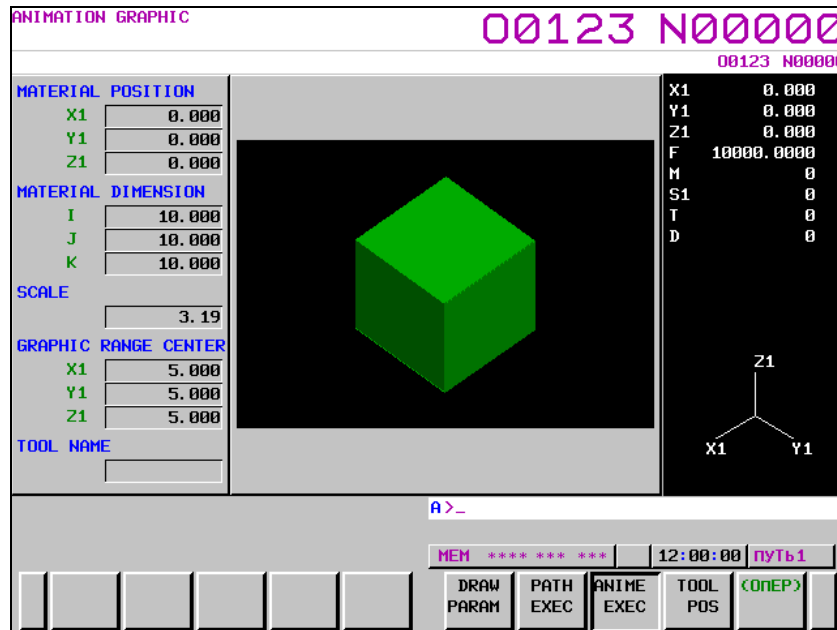 ANIMATION GRAPHIC
O0123 N00000
O0123 N0000
MATERIAL POSITION
X1 0.000
Y1 0.000
Z1 0.000
MATERIAL DIMENSION
I 10.000
J 10.000
K 10.000
SCALE
3.19
GRAPHIC RANGE CENTER
X1 5.000
Y1 5.000
Z1 5.000
TOOL NAME
X1 0.000
Y1 0.000
Z1 0.000
F 10000.0000
M 0
S1 0
T 0
D 0
Z1
X1 Y1
A>_
MEM **** *** *** 12:00:00 ПУТЬ1
DRAW PARAM
PATH EXEC
ANIME EXEC
TOOL POS
(ОПЕР)